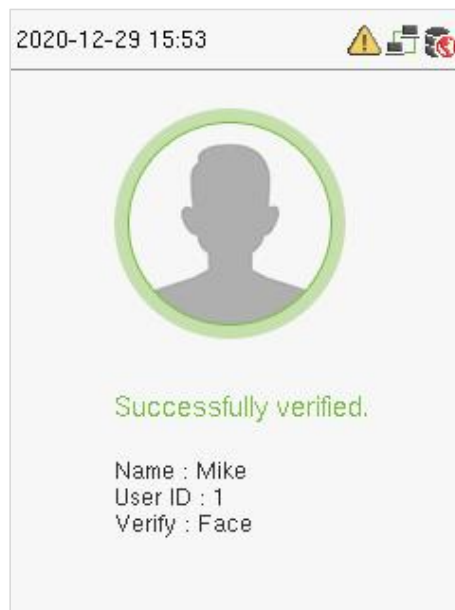 2020-12-29 15:53
Successfully verified.
Name : Mike
User ID : 1
Verify : Face